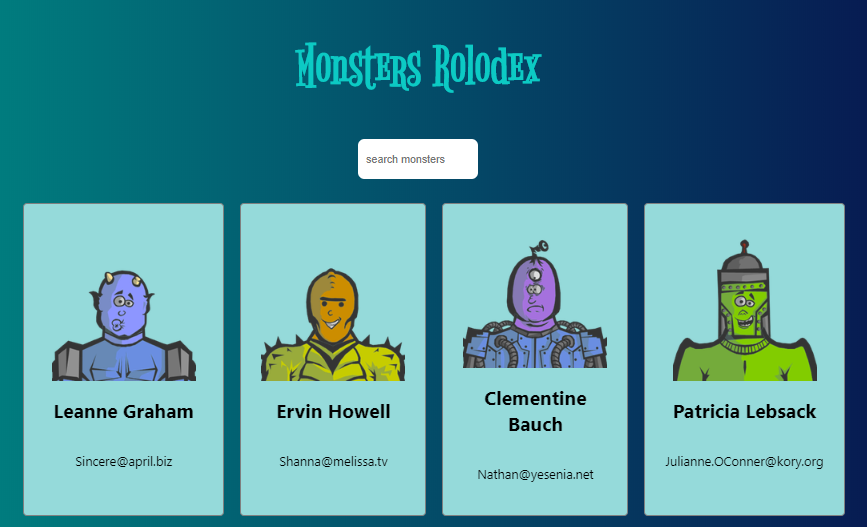 Monsters Rolodex
search monsters
Leanne Graham
Sincere@april.biz
Ervin Howell
Shanna@melissa.tv
Clementine
Bauch
Nathan@yesenia.net
Patricia Lebsack
Julianne.OConner@kory.org